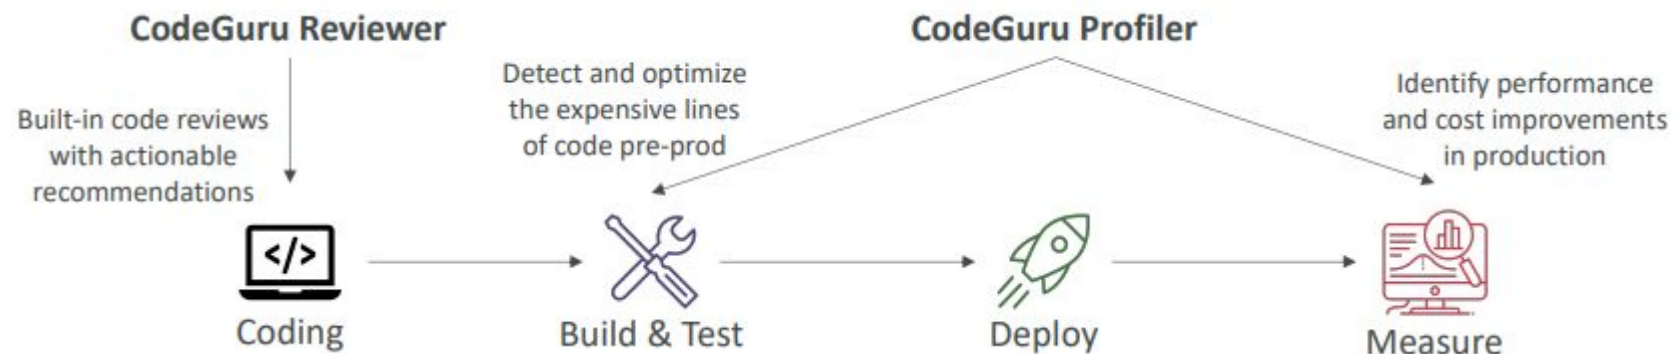 CodeGuru Reviewer
CodeGuru Profiler
Built-in code reviews
with actionable
recommendations
Detect and optimize
the expensive lines
of code pre-prod
Identify performance
and cost improvements
in production
</>
Coding
Build & Test
Deploy
Measure